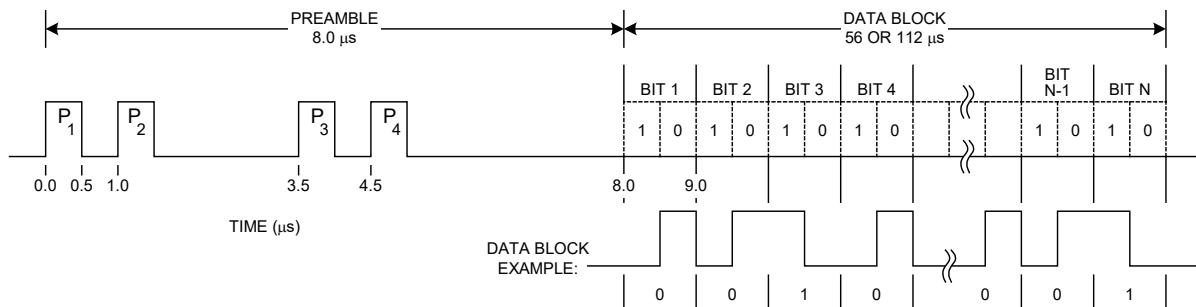 PREAMBLE
8.0 μs
DATA BLOCK
56 OR 112 μs
BIT 1
BIT 2
BIT 3
BIT 4
BIT
N-1
BIT N
P1
P2
P3
P4
1 0 1 0 1 0 1 0 1 0 1 0
0.0 0.5 1.0 3.5 4.5 8.0 9.0
TIME (μs)
DATA BLOCK
EXAMPLE:
0 0 1 0 0 0 1